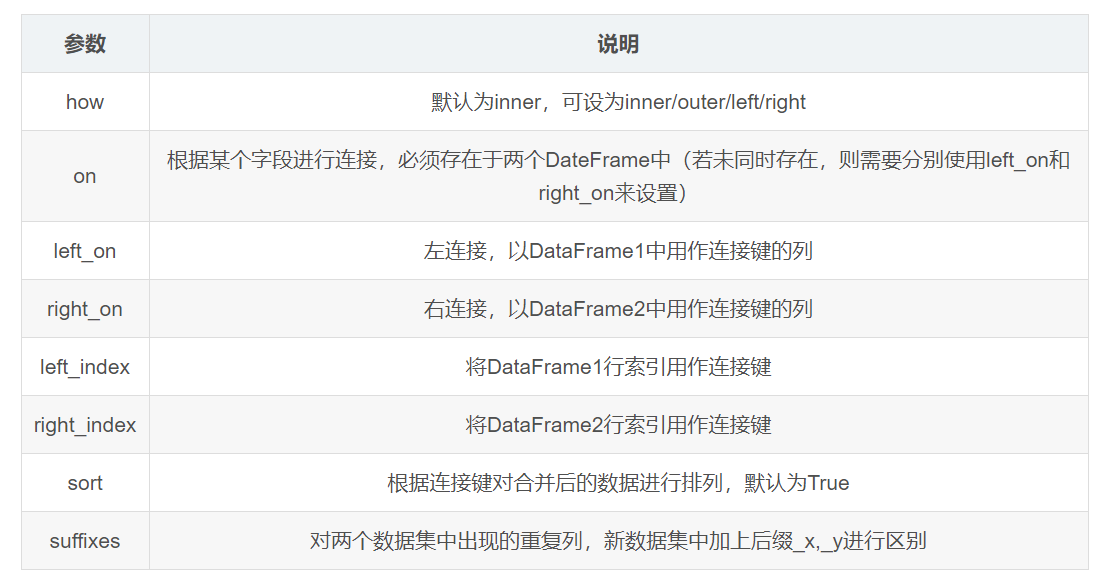 参数 说明
how 默认为inner，可设为inner/outer/left/right
on 根据某个字段进行连接，必须存在于两个DateFrame中（若未同时存在，则需要分别使用left_on和
right_on来设置）
left_on 左连接，以DataFrame1中用作连接键的列
right_on 右连接，以DataFrame2中用作连接键的列
left_index 将DataFrame1行索引用作连接键
right_index 将DataFrame2行索引用作连接键
sort 根据连接键对合并后的数据进行排列，默认为True
suffixes 对两个数据集中出现的重复列，新数据集中加上后缀_x,_y进行区别